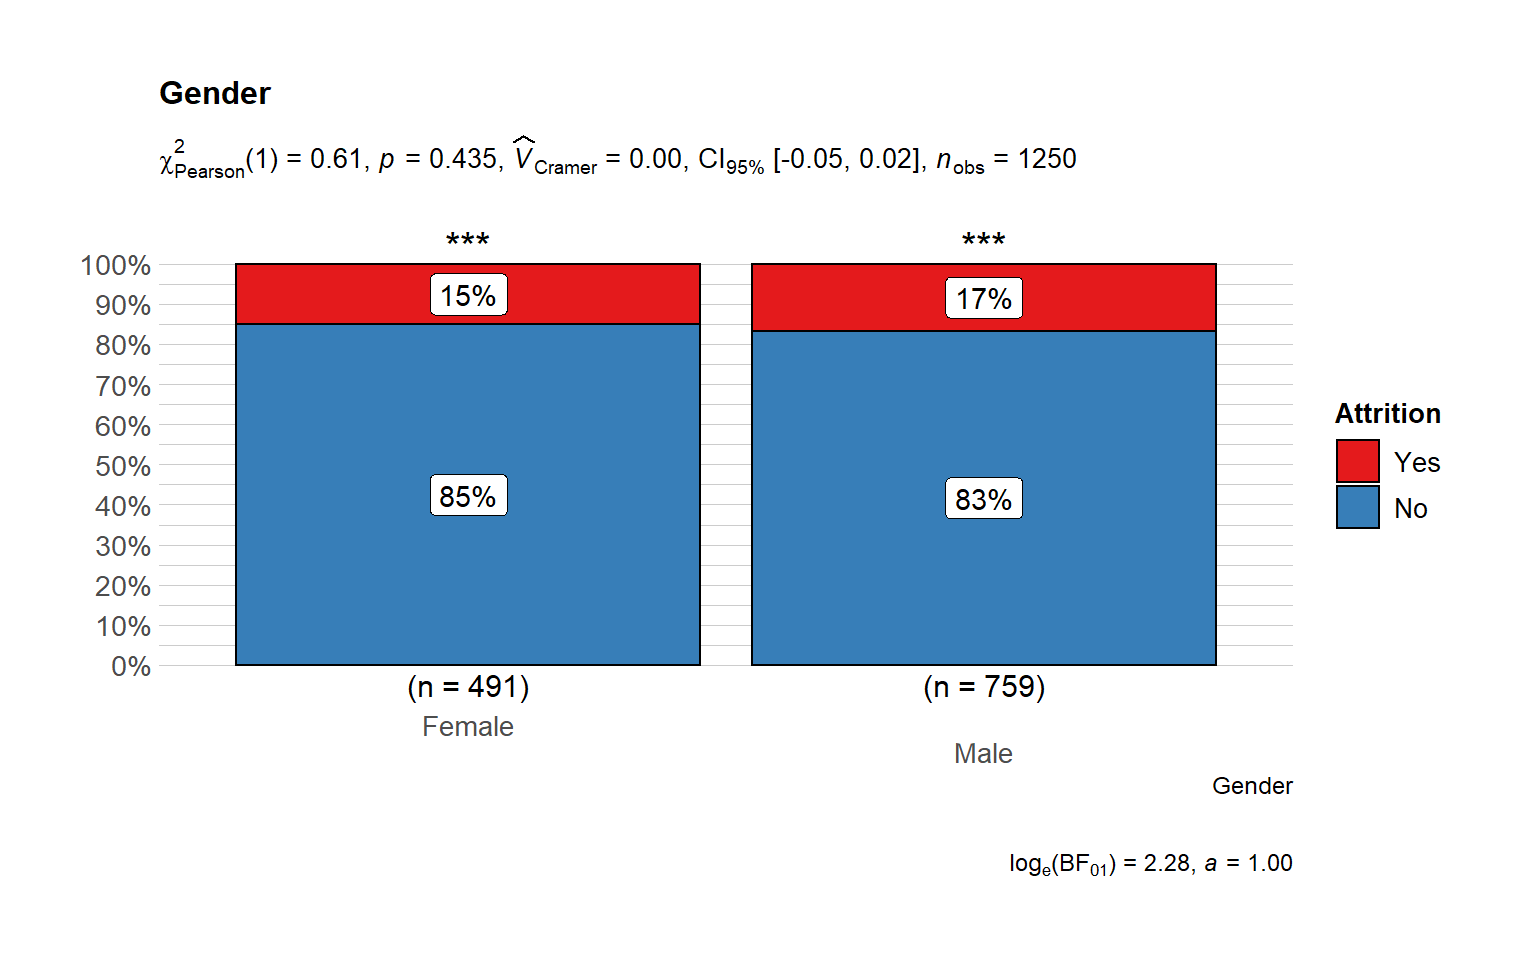 Gender
χ²Pearson(1) = 0.61, p = 0.435, V̂Cramer = 0.00, CI95% [-0.05, 0.02], nobs = 1250
*** ***
100%
90%
80%
70%
60%
50%
40%
30%
20%
10%
0%
15% 17%
85% 83%
Attrition
Yes
No
(n = 491) (n = 759)
Female
Male
Gender
loge(BF01) = 2.28, a = 1.00